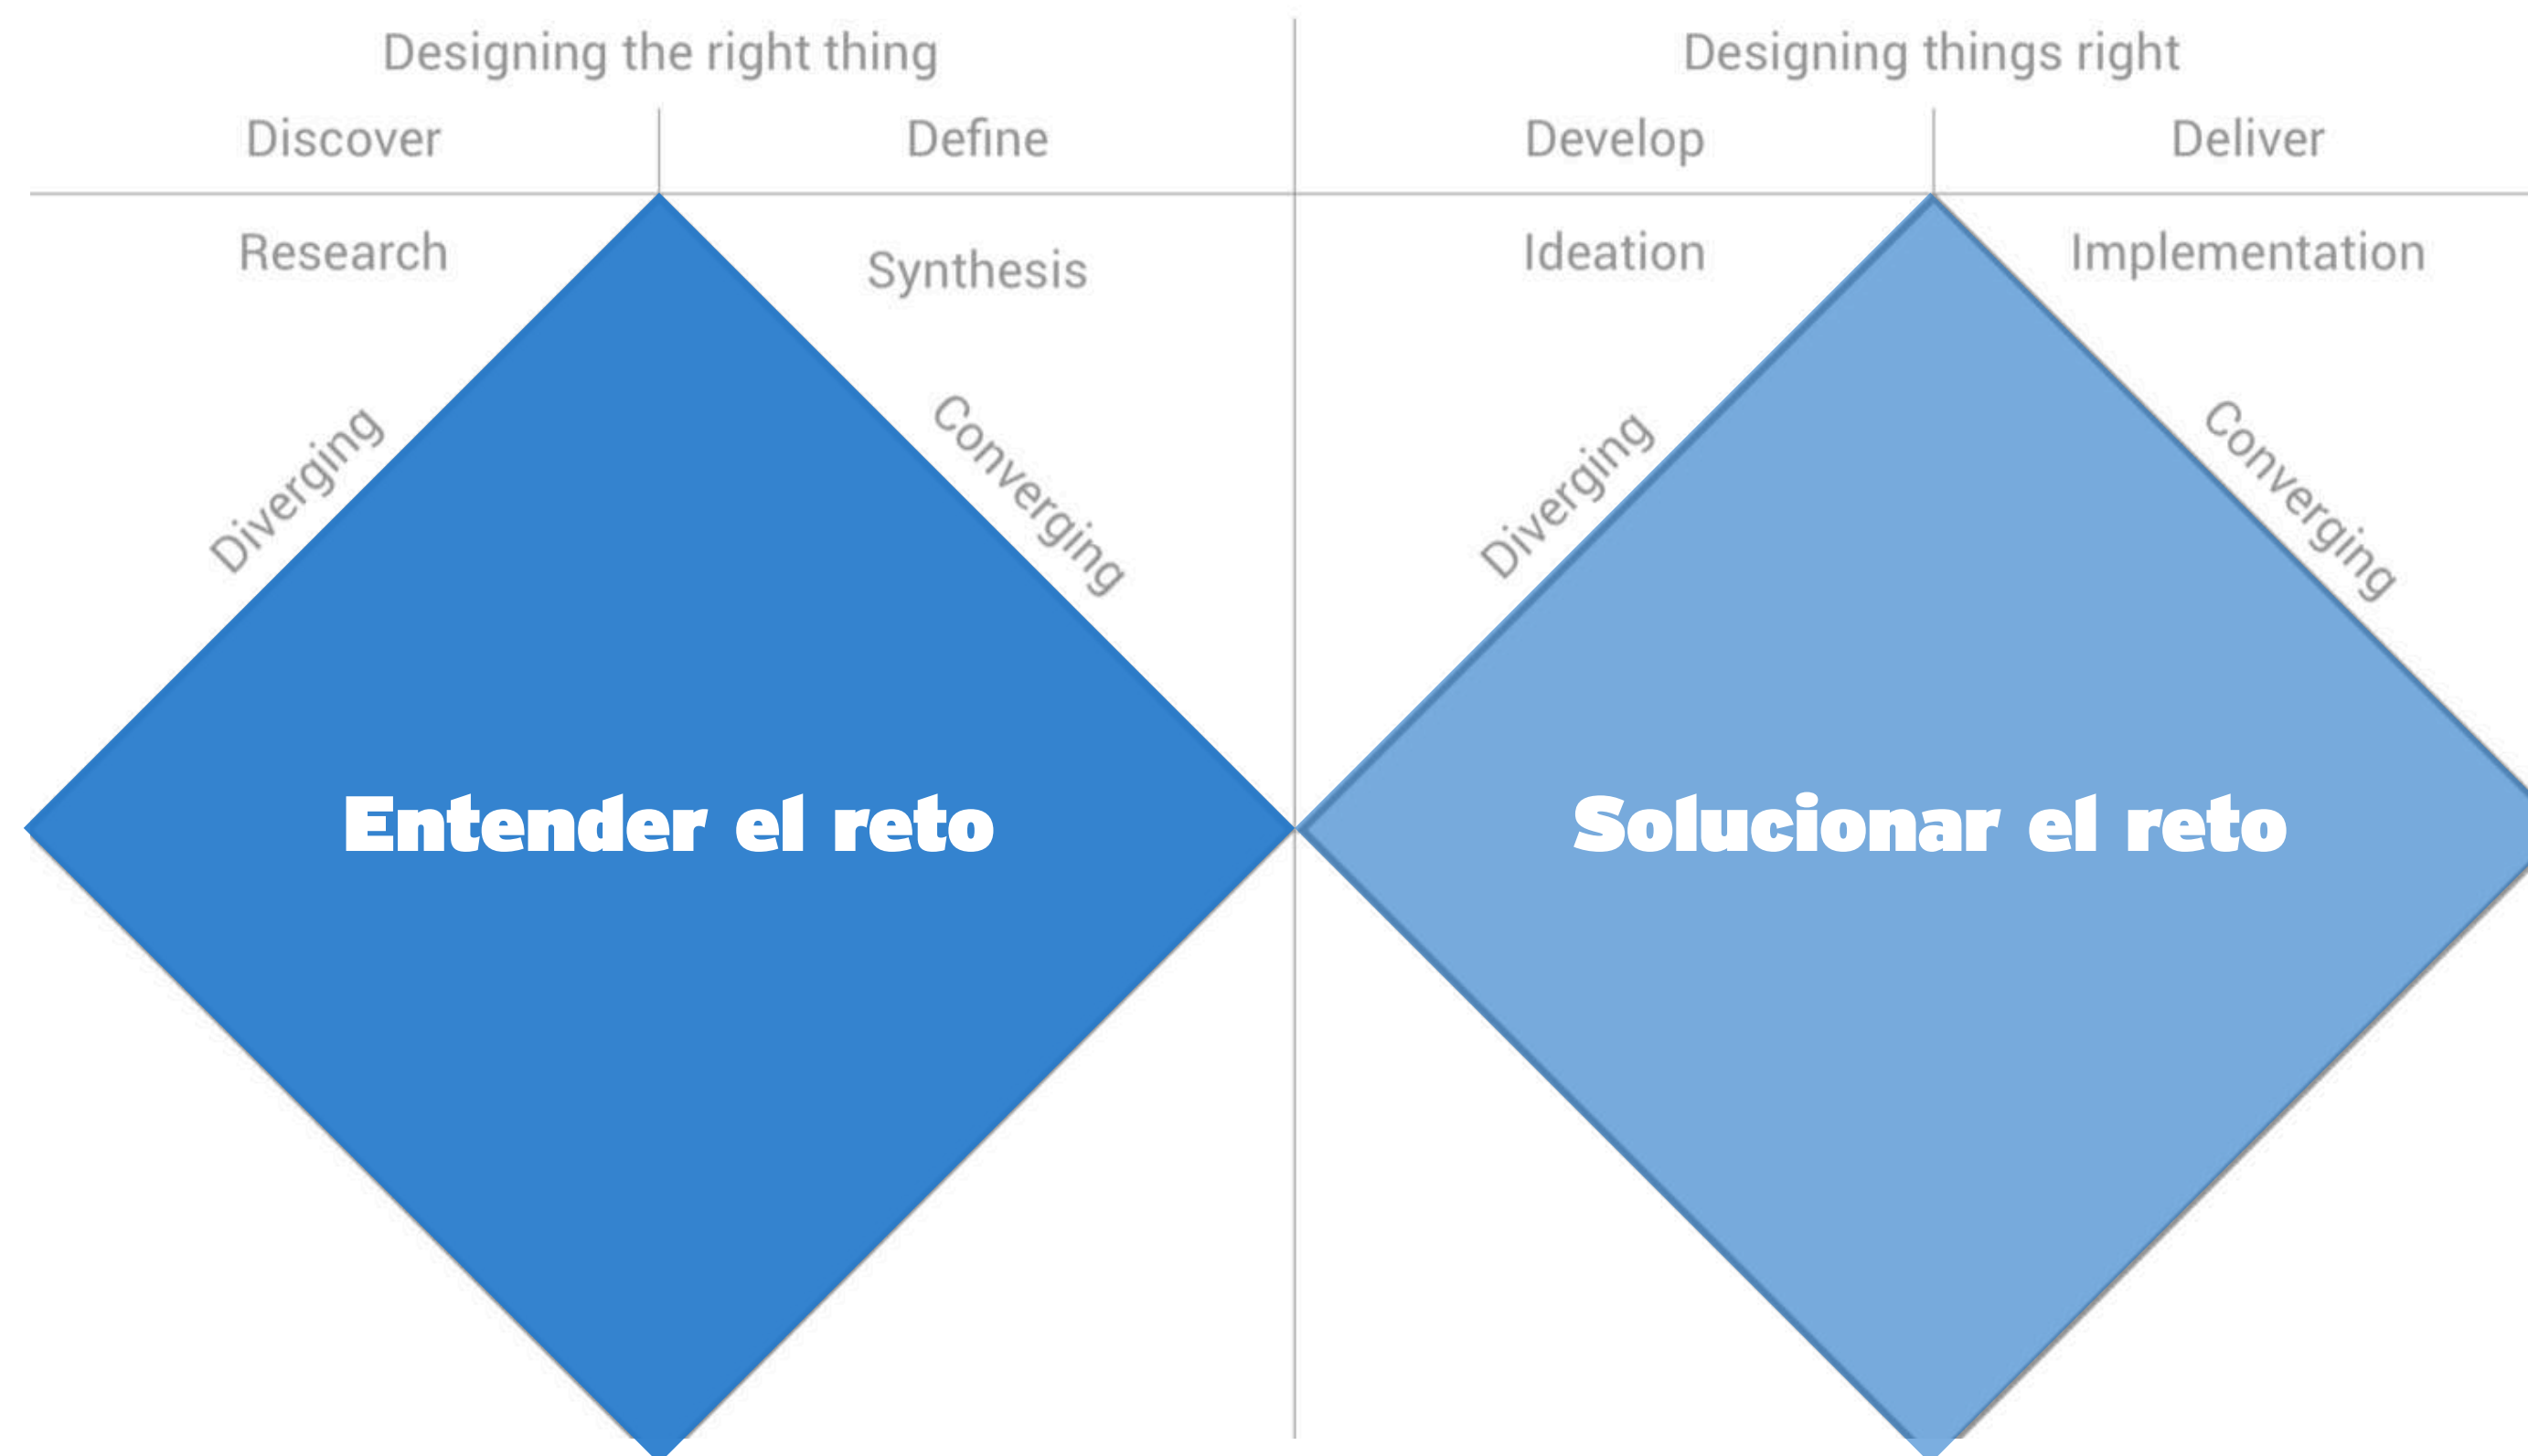 Designing the right thing
Designing things right
Discover
Define
Develop
Deliver
Research
Synthesis
Ideation
Implementation
Diverging
Converging
Diverging
Converging
Entender el reto
Solucionar el reto